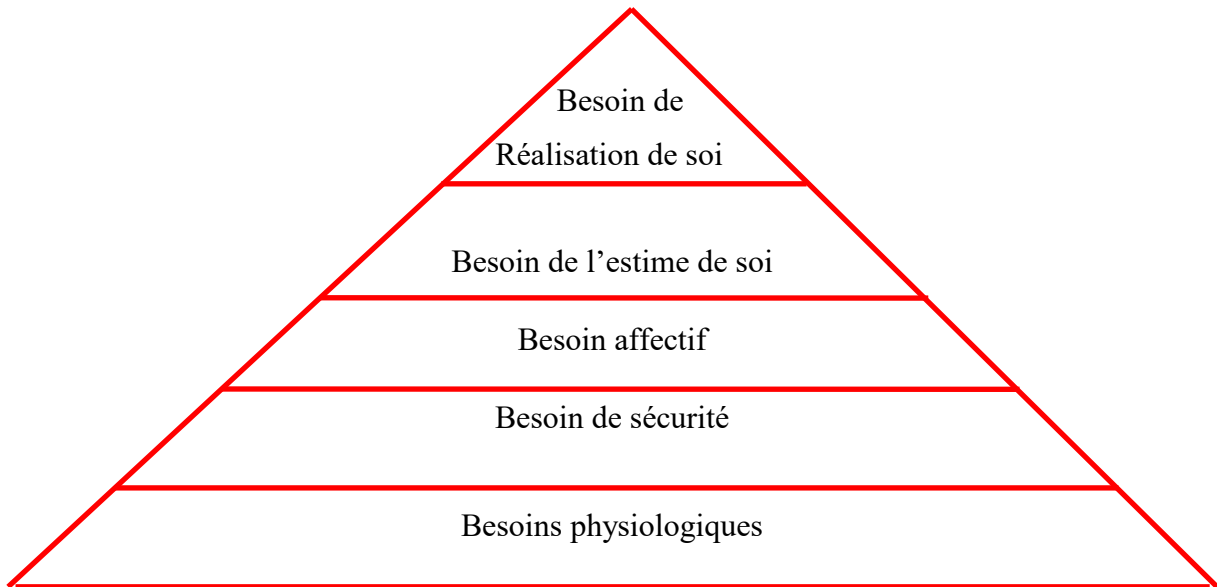 Besoin de
Réalisation de soi
Besoin de l’estime de soi
Besoin affectif
Besoin de sécurité
Besoins physiologiques